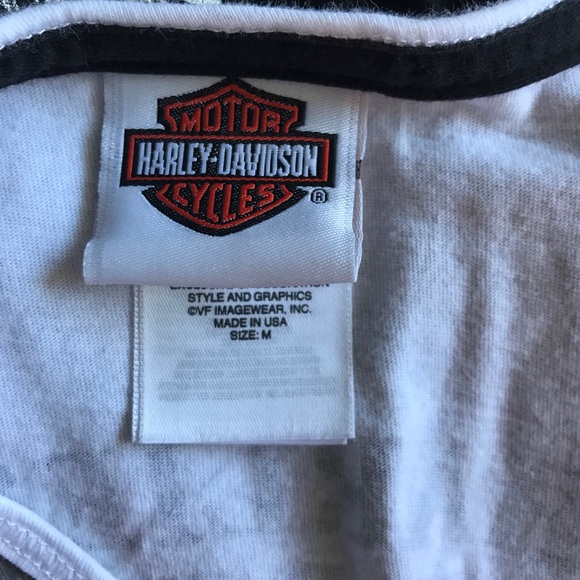 MOTOR
HARLEY-DAVIDSON
CYCLES
®
STYLE AND GRAPHICS
©VF IMAGEWEAR, INC.
MADE IN USA
SIZE: M